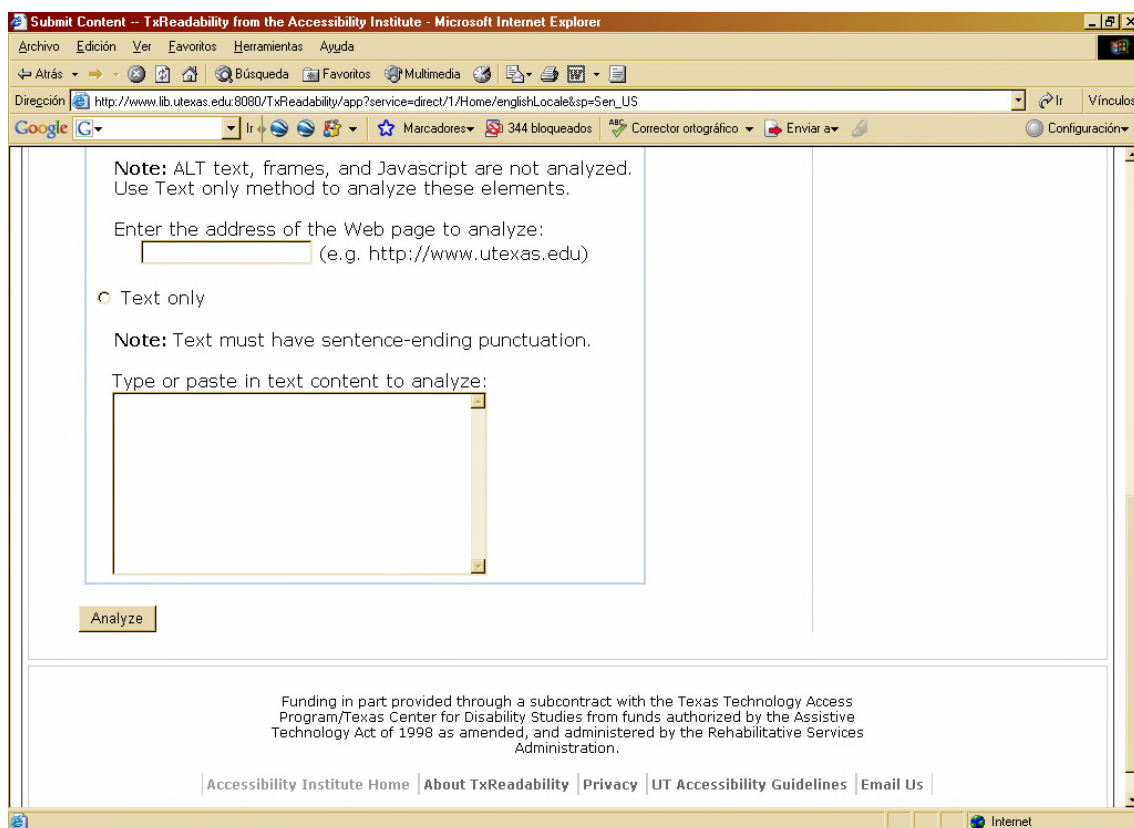 Submit Content -- TxReadability from the Accessibility Institute - Microsoft Internet Explorer
Archivo Edición Ver Favoritos Herramientas Ayuda
Atrás Búsqueda Favoritos Multimedia
Dirección http://www.lib.utexas.edu:8080/TxReadability/app?service=direct/1/Home/englishLocale&sp=Sen_US Ir Vínculos
Google G Ir Marcadores 344 bloqueados ABC Corrector ortográfico Enviar a Configuración
Note: ALT text, frames, and Javascript are not analyzed.
Use Text only method to analyze these elements.
Enter the address of the Web page to analyze:
(e.g. http://www.utexas.edu)
Text only
Note: Text must have sentence-ending punctuation.
Type or paste in text content to analyze:
Analyze
Funding in part provided through a subcontract with the Texas Technology Access
Program/Texas Center for Disability Studies from funds authorized by the Assistive
Technology Act of 1998 as amended, and administered by the Rehabilitative Services
Administration.
Accessibility Institute Home About TxReadability Privacy UT Accessibility Guidelines Email Us
Internet